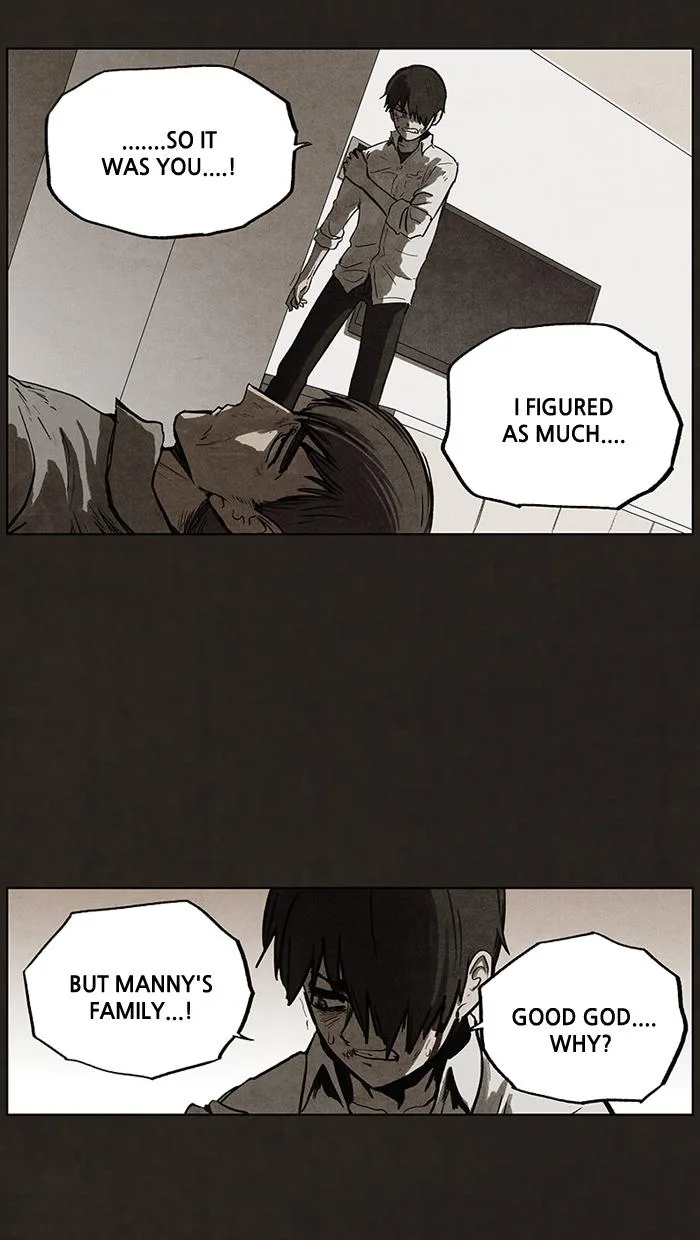 .......SO IT
WAS YOU....!
I FIGURED
AS MUCH....
BUT MANNY'S
FAMILY...!
GOOD GOD....
WHY?